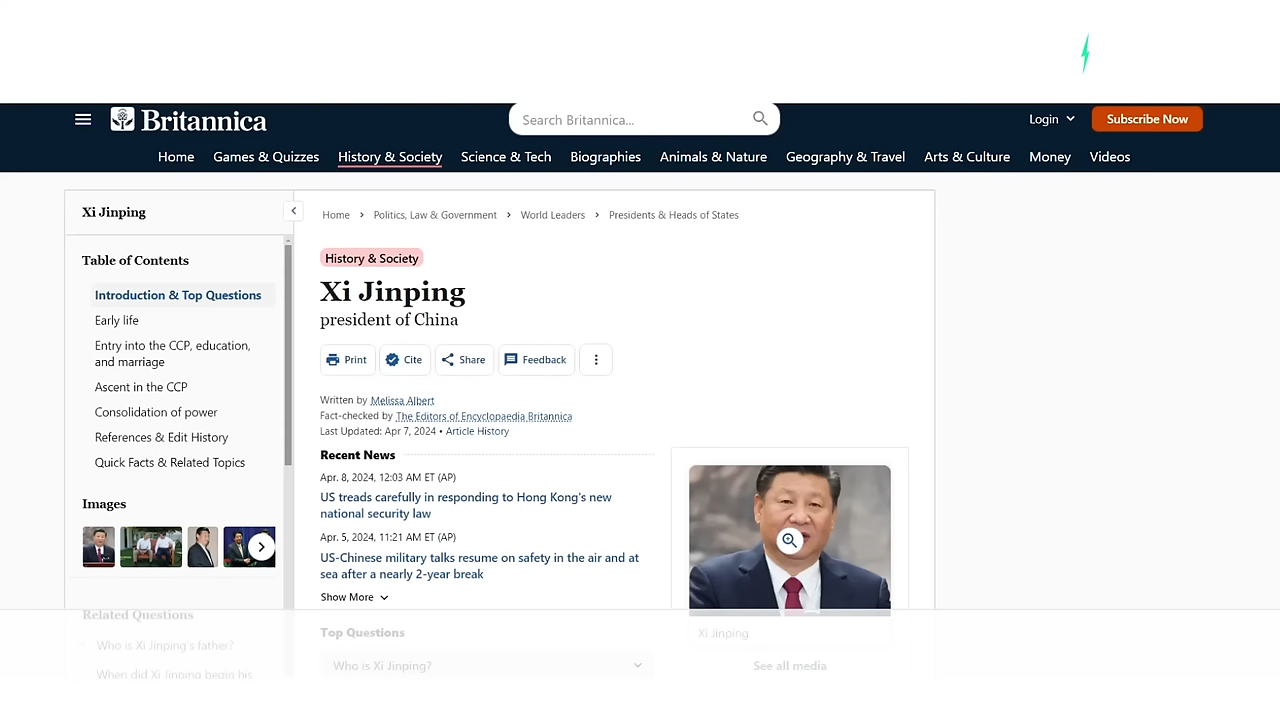 Britannica
Search Britannica...
Login
Subscribe Now
Home
Games & Quizzes
History & Society
Science & Tech
Biographies
Animals & Nature
Geography & Travel
Arts & Culture
Money
Videos
Xi Jinping
Table of Contents
Introduction & Top Questions
Early life
Entry into the CCP, education,
and marriage
Ascent in the CCP
Consolidation of power
References & Edit History
Quick Facts & Related Topics
Images
Related Questions
Who is Xi Jinping's father?
When did Xi Jinping begin his
Home > Politics, Law & Government > World Leaders > Presidents & Heads of States
History & Society
Xi Jinping
president of China
Print
Cite
Share
Feedback
Written by Melissa Albert
Fact-checked by The Editors of Encyclopaedia Britannica
Last Updated: Apr 7, 2024 • Article History
Recent News
Apr. 8, 2024, 12:03 AM ET (AP)
US treads carefully in responding to Hong Kong's new
national security law
Apr. 5, 2024, 11:21 AM ET (AP)
US-Chinese military talks resume on safety in the air and at
sea after a nearly 2-year break
Show More
Top Questions
Who is Xi Jinping?
Xi Jinping
See all media